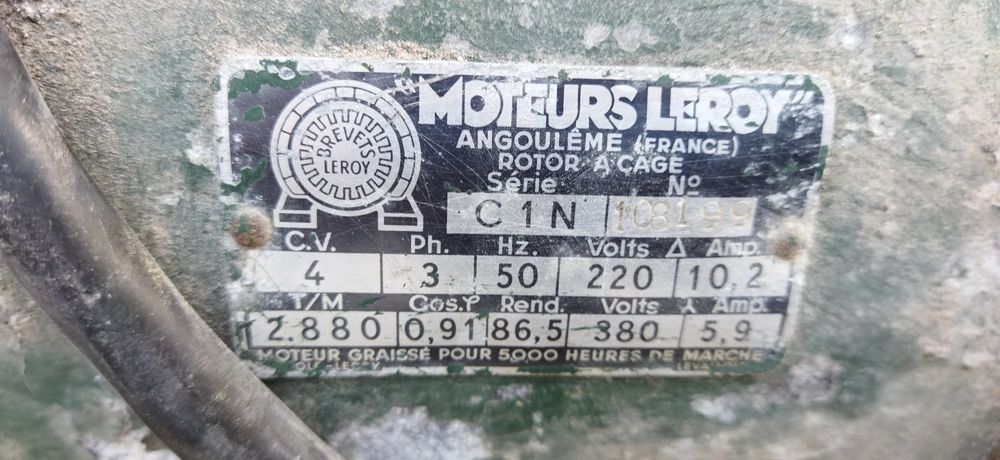 "MOTEURS LEROY"
BREVETS
LEROY
ANGOULÊME (FRANCE)
ROTOR A CAGE
Série Nº
C 1 N 103199
C.V. Ph. Hz. Volts Δ Amp.
4 3 50 220 10,2
T/M Cos.φ Rend. Volts ⅄ Amp.
2.880 0,91 86,5 380 5,9
MOTEUR GRAISSÉ POUR 5.000 HEURES DE MARCHE